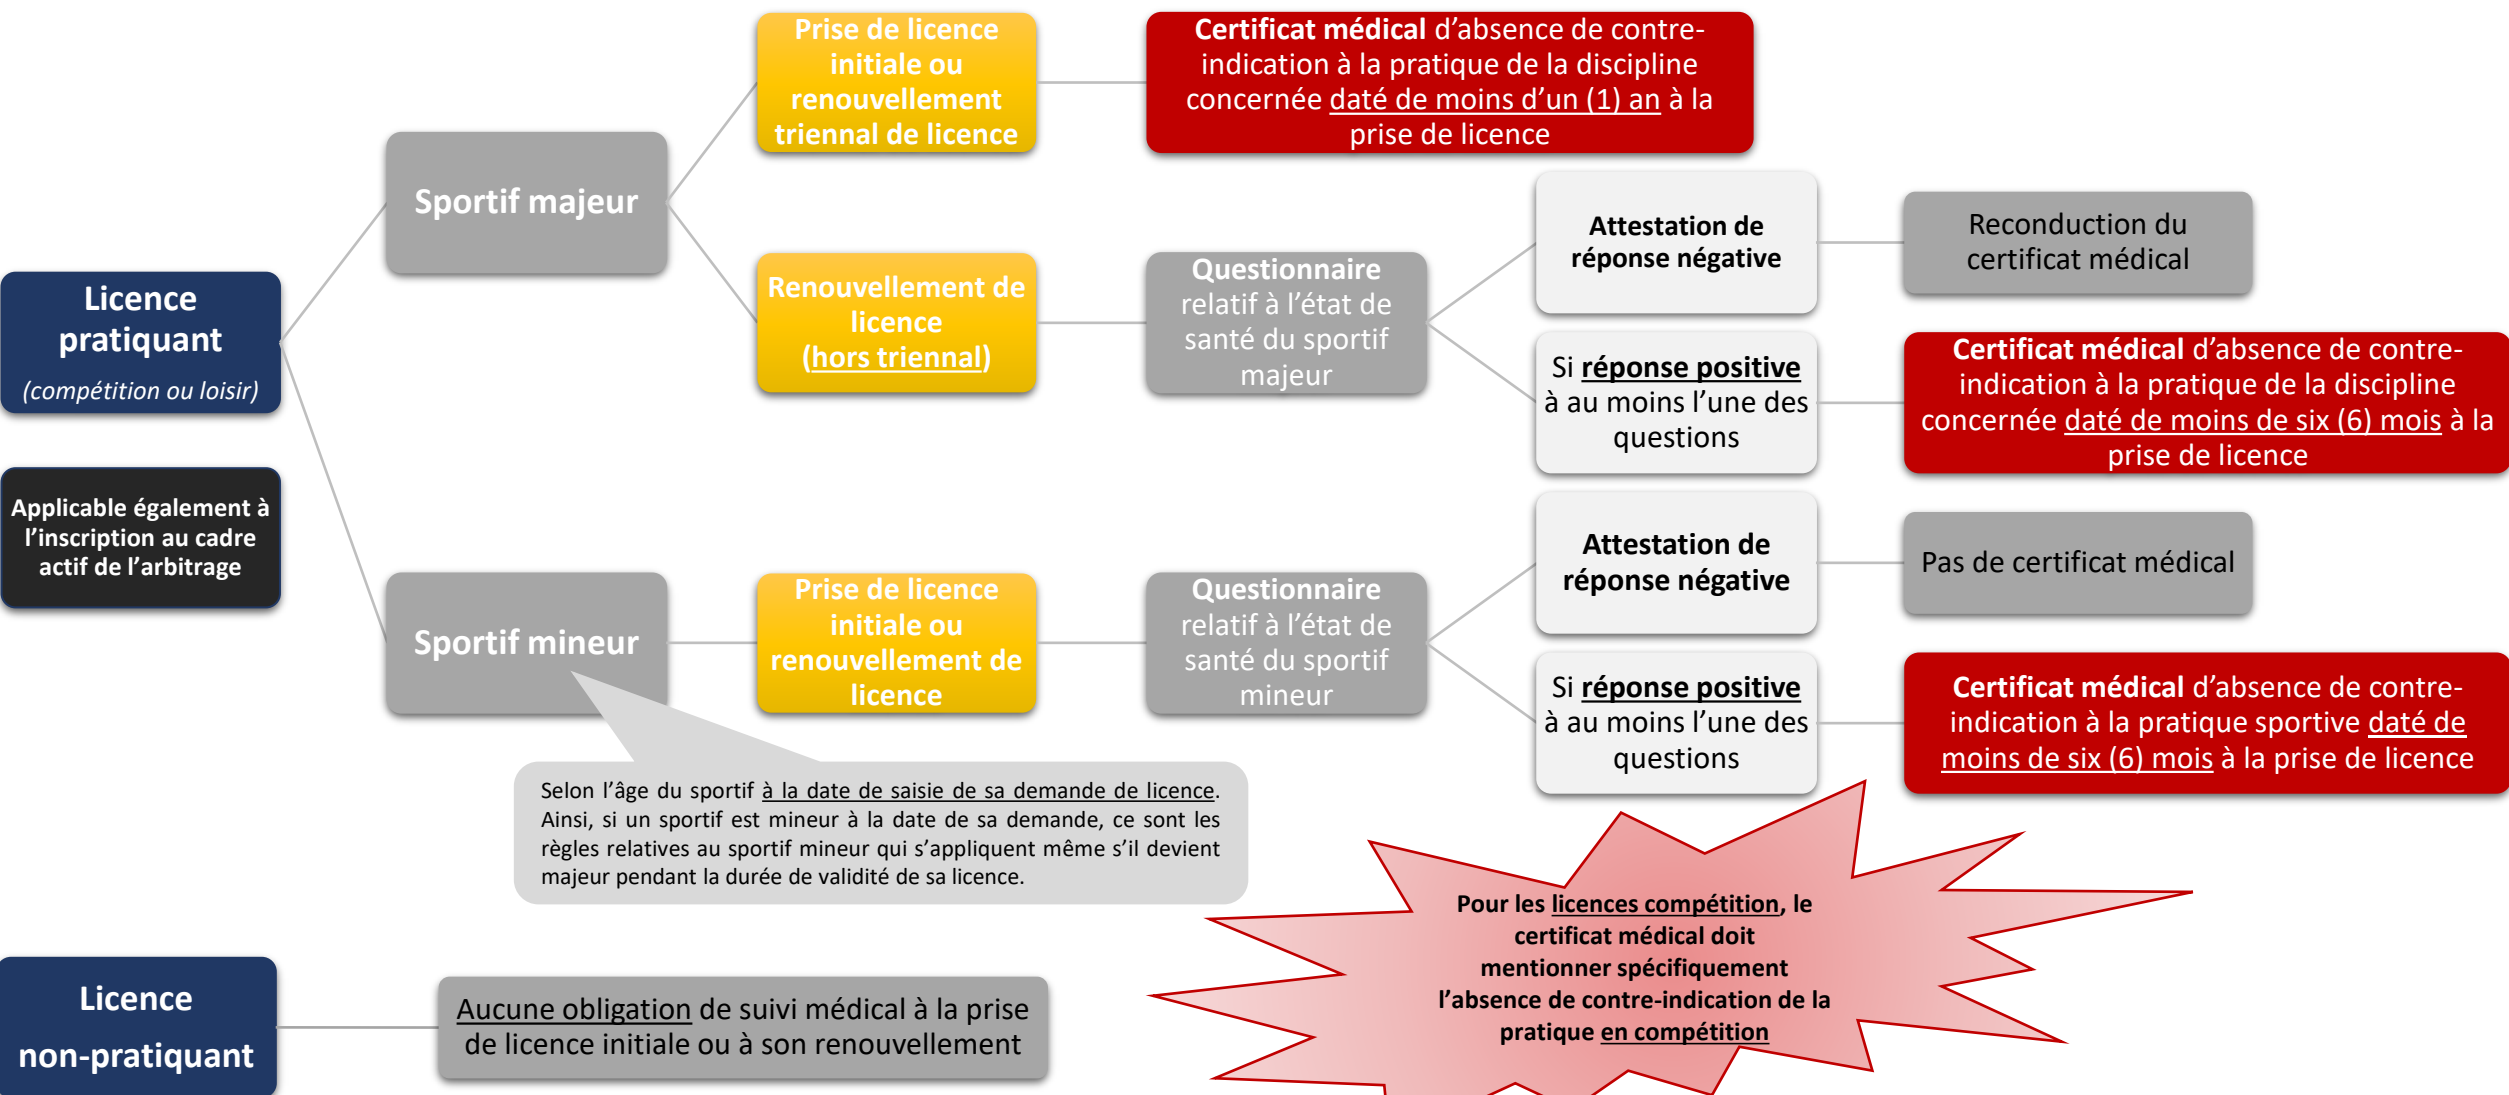 Prise de licence
initiale ou
renouvellement
triennal de licence
Certificat médical d’absence de contre-
indication à la pratique de la discipline
concernée daté de moins d’un (1) an à la
prise de licence
Sportif majeur
Attestation de
réponse négative
Reconduction du
certificat médical
Licence
pratiquant
(compétition ou loisir)
Renouvellement de
licence
(hors triennal)
Questionnaire
relatif à l’état de
santé du sportif
majeur
Si réponse positive
à au moins l’une des
questions
Certificat médical d’absence de contre-
indication à la pratique de la discipline
concernée daté de moins de six (6) mois à la
prise de licence
Applicable également à
l’inscription au cadre
actif de l’arbitrage
Attestation de
réponse négative
Pas de certificat médical
Sportif mineur
Prise de licence
initiale ou
renouvellement de
licence
Questionnaire
relatif à l’état de
santé du sportif
mineur
Si réponse positive
à au moins l’une des
questions
Certificat médical d’absence de contre-
indication à la pratique sportive daté de
moins de six (6) mois à la prise de licence
Selon l’âge du sportif à la date de saisie de sa demande de licence.
Ainsi, si un sportif est mineur à la date de sa demande, ce sont les
règles relatives au sportif mineur qui s’appliquent même s’il devient
majeur pendant la durée de validité de sa licence.
Pour les licences compétition, le
certificat médical doit
mentionner spécifiquement
l’absence de contre-indication de la
pratique en compétition
Licence
non-pratiquant
Aucune obligation de suivi médical à la prise
de licence initiale ou à son renouvellement